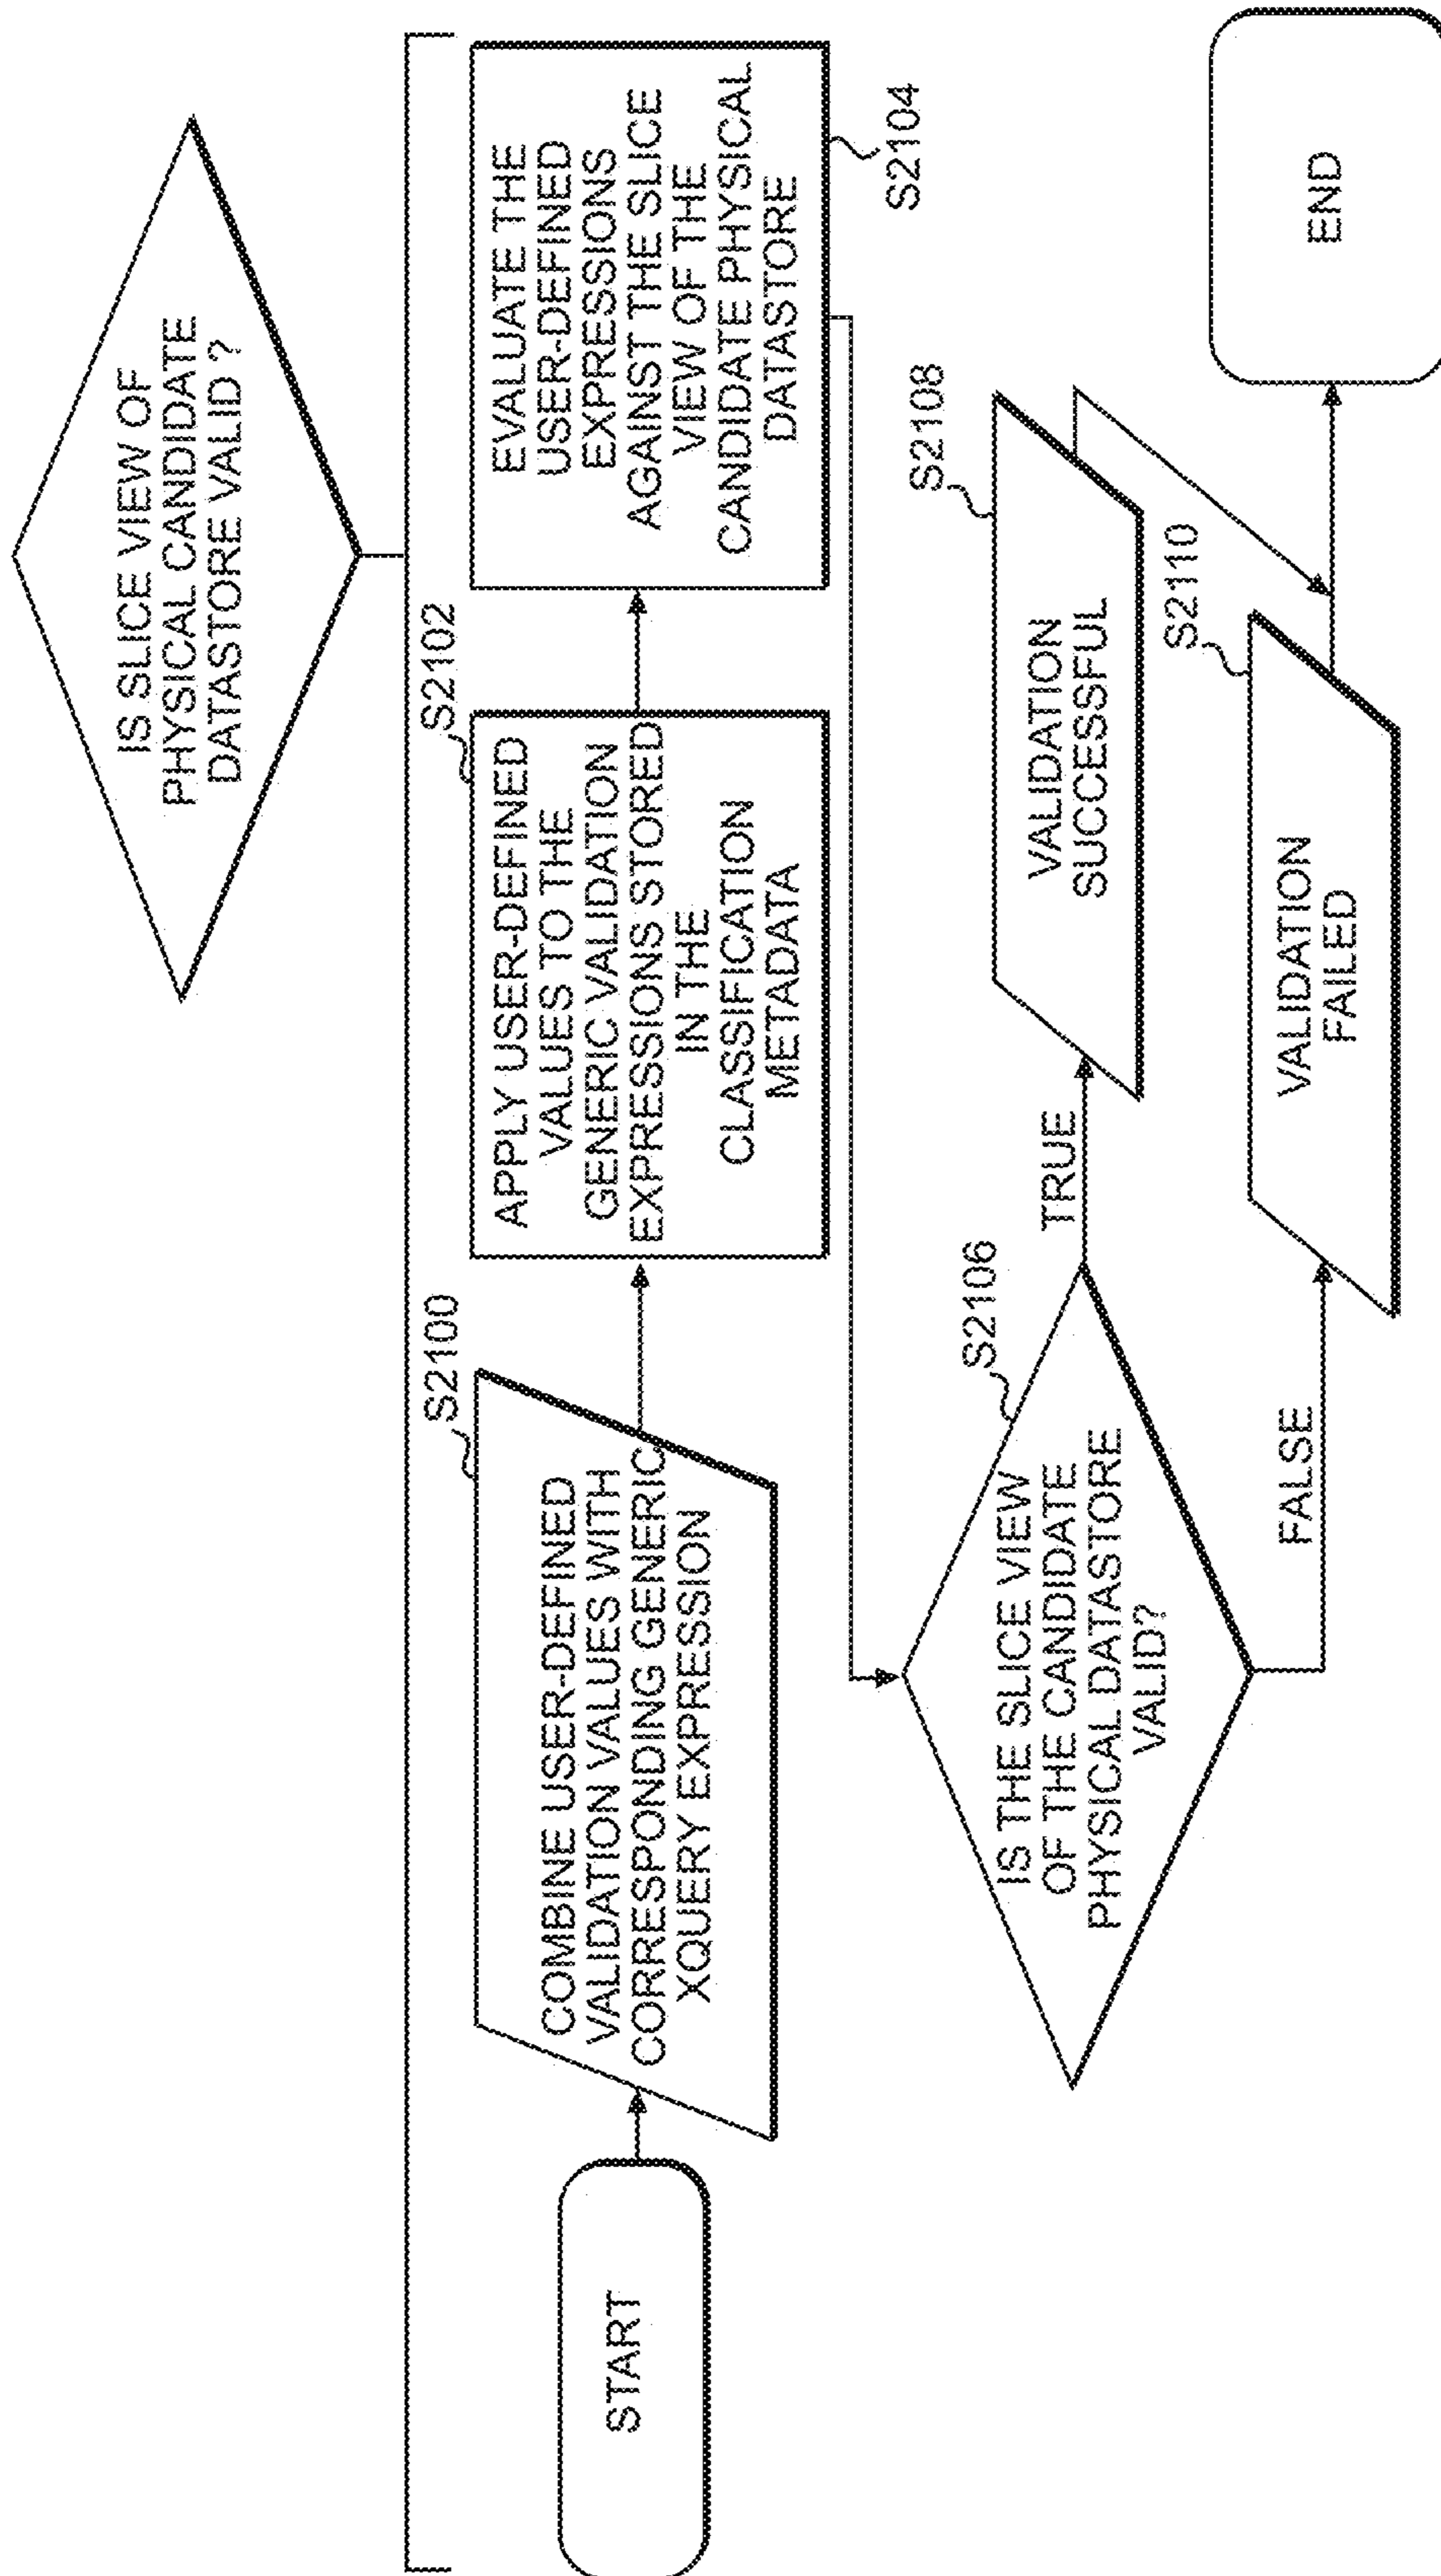 IS SLICE VIEW OF
PHYSICAL CANDIDATE
DATASTORE VALID ?
START
S2100
COMBINE USER-DEFINED
VALIDATION VALUES WITH
CORRESPONDING GENERIC
XQUERY EXPRESSION
S2102
APPLY USER-DEFINED
VALUES TO THE
GENERIC VALIDATION
EXPRESSIONS STORED
IN THE
CLASSIFICATION
METADATA
EVALUATE THE
USER-DEFINED
EXPRESSIONS
AGAINST THE SLICE
VIEW OF THE
CANDIDATE PHYSICAL
DATASTORE
S2104
S2106
IS THE SLICE VIEW
OF THE CANDIDATE
PHYSICAL DATASTORE
VALID?
TRUE
S2108
VALIDATION
SUCCESSFUL
FALSE
S2110
VALIDATION
FAILED
END